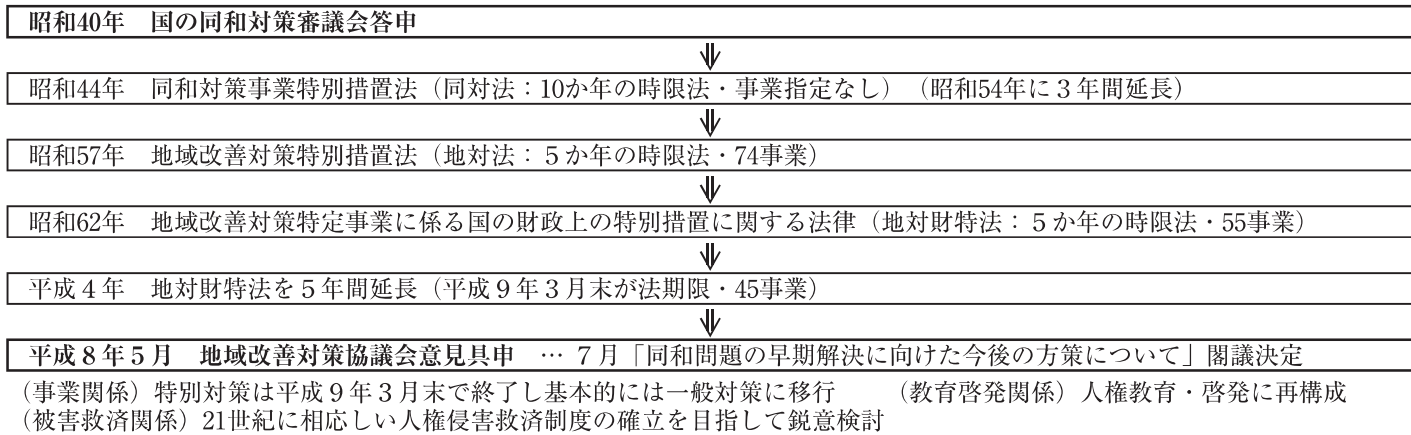 昭和40年　国の同和対策審議会答申
昭和44年　同和対策事業特別措置法（同対法：10か年の時限法・事業指定なし）（昭和54年に３年間延長）
昭和57年　地域改善対策特別措置法（地対法：５か年の時限法・74事業）
昭和62年　地域改善対策特定事業に係る国の財政上の特別措置に関する法律（地対財特法：５か年の時限法・55事業）
平成４年　地対財特法を５年間延長（平成９年３月末が法期限・45事業）
平成８年５月　地域改善対策協議会意見具申　…　７月「同和問題の早期解決に向けた今後の方策について」閣議決定
（事業関係）特別対策は平成９年３月末で終了し基本的には一般対策に移行　　（教育啓発関係）人権教育・啓発に再構成
（被害救済関係）21世紀に相応しい人権侵害救済制度の確立を目指して鋭意検討